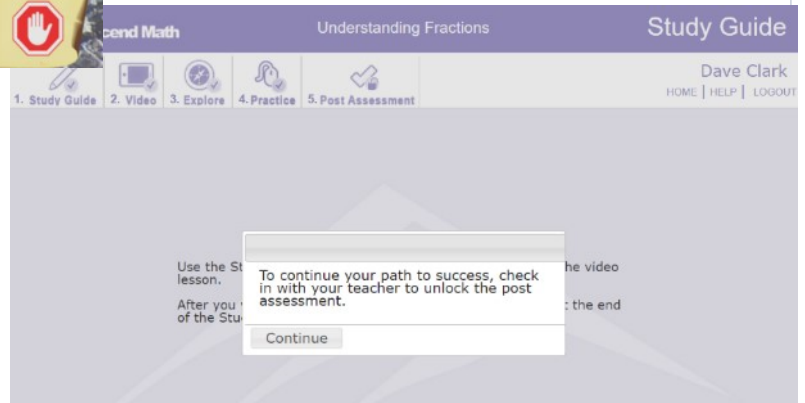 cend Math
Understanding Fractions
Study Guide
Dave Clark
HOME | HELP | LOGOUT
1. Study Guide 2. Video 3. Explore 4. Practice 5. Post Assessment
Use the St he video
lesson.
After you t the end
of the Stu
To continue your path to success, check
in with your teacher to unlock the post
assessment.
Continue